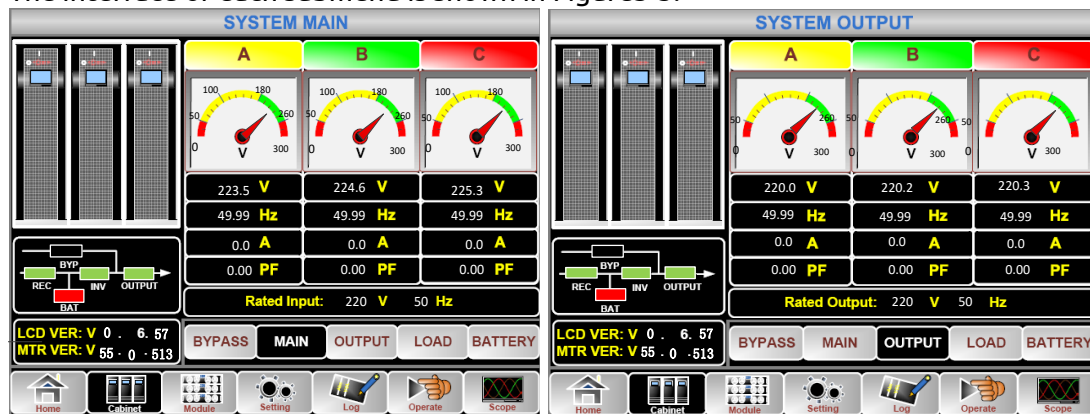 SYSTEM MAIN
A B C
100 180 100 180 100 180
50 260 50 260 50
0 V 300 0 V 300 0 V 300
223.5 V 224.6 V 225.3 V
49.99 Hz 49.99 Hz 49.99 Hz
0.0 A 0.0 A 0.0 A
0.00 PF 0.00 PF 0.00 PF
BYP
REC INV OUTPUT
BAT
Rated Input: 220 V 50 Hz
LCD VER: V 0 . 6. 57
MTR VER: V 55 . 0 . 513
BYPASS MAIN OUTPUT LOAD BATTERY
Home Cabinet Module Setting Log Operate Scope
SYSTEM OUTPUT
A B C
50 260 50 260 50
0 V 300 0 V 300 0 V 300
220.0 V 220.2 V 220.3 V
49.99 Hz 49.99 Hz 49.99 Hz
0.0 A 0.0 A 0.0 A
0.00 PF 0.00 PF 0.00 PF
BYP
REC INV OUTPUT
BAT
Rated Output: 220 V 50 Hz
LCD VER: V 0 . 6. 57
MTR VER: V 55 . 0 . 513
BYPASS MAIN OUTPUT LOAD BATTERY
Home Cabinet Module Setting Log Operate Scope